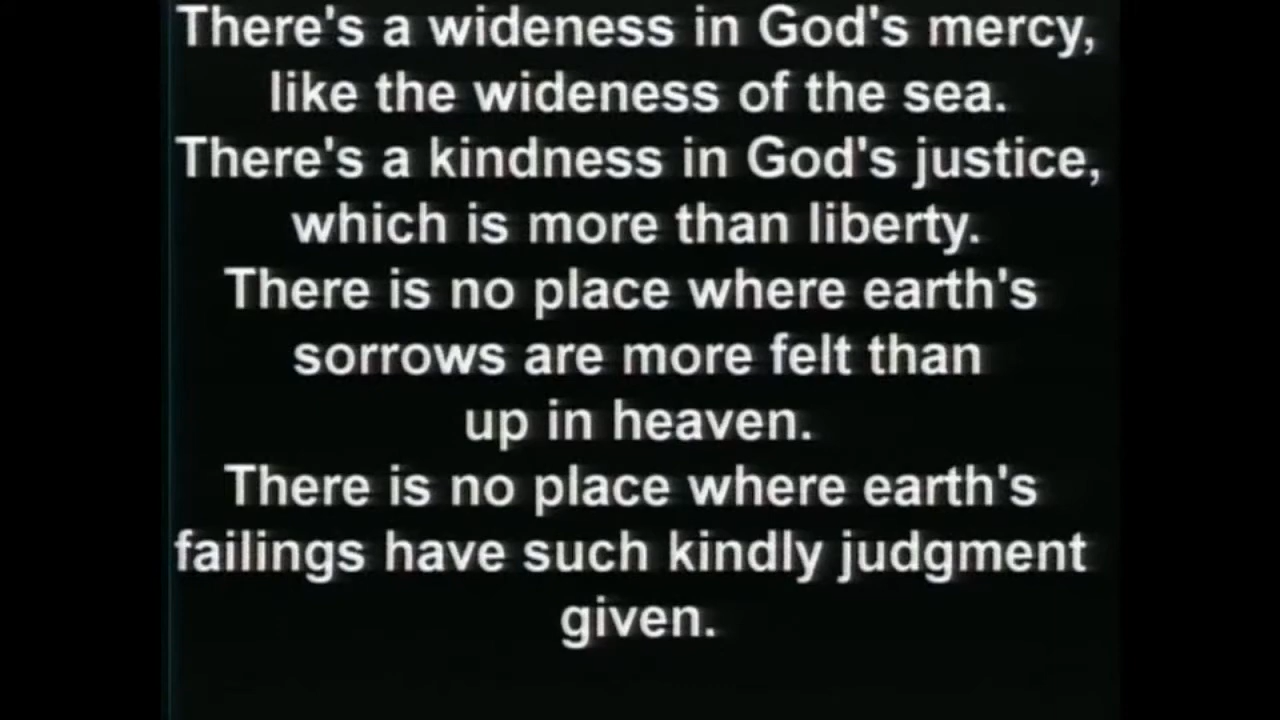 There's a wideness in God's mercy,
like the wideness of the sea.
There's a kindness in God's justice,
which is more than liberty.
There is no place where earth's
sorrows are more felt than
up in heaven.
There is no place where earth's
failings have such kindly judgment
given.